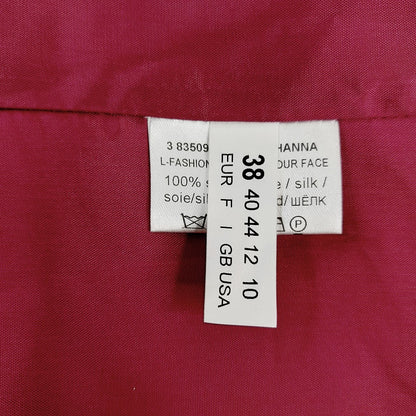 3 83509 HANNA
L-FASHION OUR FACE
100% s e / silk /
soie/sil d/ ШЁЛК
P
38 40 44 12 10
EUR F I GB USA